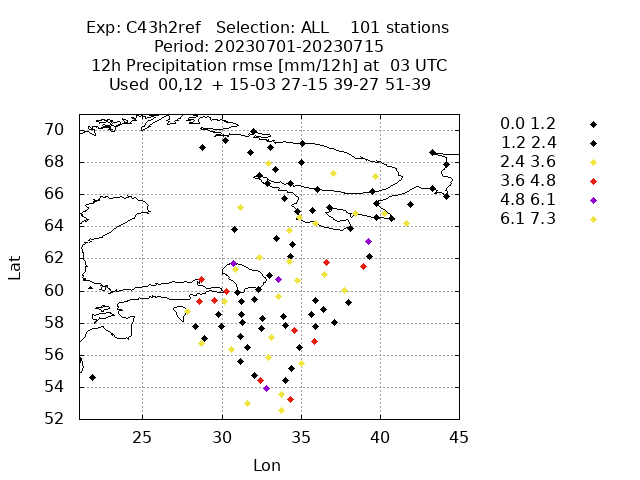 Exp: C43h2ref   Selection: ALL    101 stations
Period: 20230701-20230715
12h Precipitation rmse [mm/12h] at  03 UTC
Used  00,12  + 15-03 27-15 39-27 51-39
0.0 1.2
1.2 2.4
2.4 3.6
3.6 4.8
4.8 6.1
6.1 7.3
Lat
70
68
66
64
62
60
58
56
54
52
25 30 35 40 45
Lon